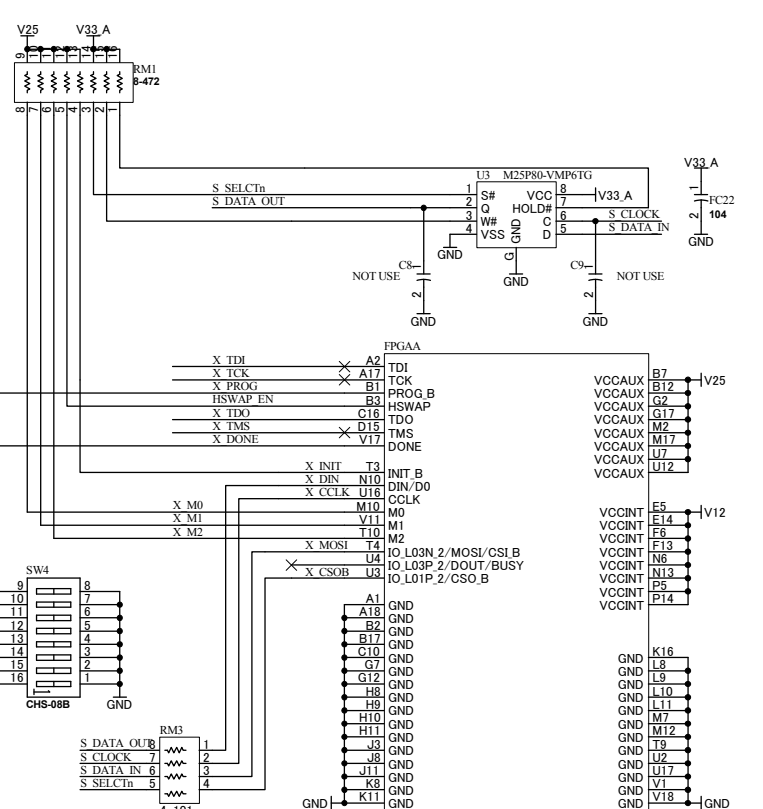 V25
V33_A
9
10
11
12
13
14
15
16
RM1
8-472
8
7
6
5
4
3
2
1
U3 M25P80-VMP6TG
S_SELCTn 1 S# VCC 8 V33_A
S_DATA_OUT 2 Q HOLD# 7
3 W# C 6 S_CLOCK
4 VSS GND D 5 S_DATA_IN
GND
G
GND
V33_A
1
FC22
2
104
GND
C8
1
NOT USE
2
GND
C9
1
NOT USE
2
GND
FPGAA
X_TDI A2 TDI
X_TCK A17 TCK
X_PROG B1 PROG_B
HSWAP_EN B3 HSWAP
X_TDO C16 TDO
X_TMS D15 TMS
X_DONE V17 DONE
X_INIT T3 INIT_B
X_DIN N10 DIN/D0
X_CCLK U16 CCLK
X_M0 M10 M0
X_M1 V11 M1
X_M2 T10 M2
X_MOSI T4 IO_L03N_2/MOSI/CSI_B
U4 IO_L03P_2/DOUT/BUSY
X_CSOB U3 IO_L01P_2/CSO_B
A1 GND
A18 GND
B2 GND
B17 GND
C10 GND
G7 GND
G12 GND
H8 GND
H9 GND
H10 GND
H11 GND
J3 GND
J8 GND
J11 GND
K8 GND
GND K11 GND
VCCAUX B7 V25
VCCAUX B12
VCCAUX G2
VCCAUX G17
VCCAUX M2
VCCAUX M17
VCCAUX U7
VCCAUX U12
VCCINT E5 V12
VCCINT E14
VCCINT F6
VCCINT F13
VCCINT N6
VCCINT N13
VCCINT P5
VCCINT P14
GND K16
GND L8
GND L9
GND L10
GND L11
GND M7
GND M12
GND T9
GND U2
GND U17
GND V1
GND V18 GND
SW4
9 8
10 7
11 6
12 5
13 4
14 3
15 2
16 1
CHS-08B
GND
RM3
S_DATA_OUT 8 1
S_CLOCK 7 2
S_DATA_IN 6 3
S_SELCTn 5 4
4-101